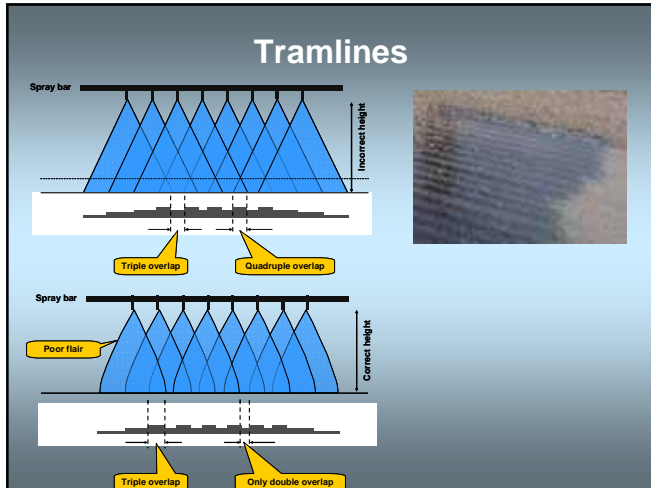 Tramlines
Spray bar
Incorrect height
Triple overlap
Quadruple overlap
Spray bar
Poor flair
Correct height
Triple overlap
Only double overlap